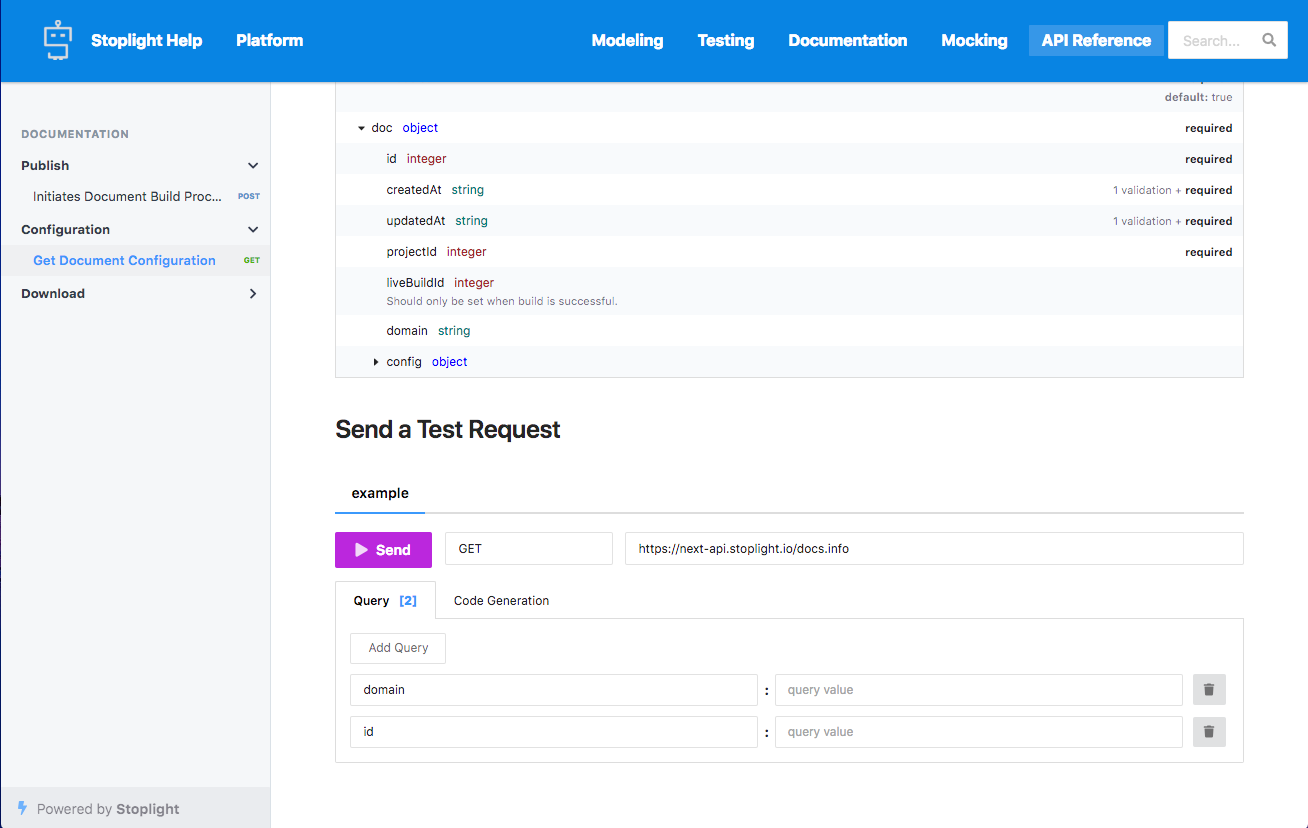 Stoplight Help Platform Modeling Testing Documentation Mocking API Reference Search...
DOCUMENTATION
Publish
Initiates Document Build Proc... POST
Configuration
Get Document Configuration GET
Download
Powered by Stoplight
default: true
doc object required
id integer required
createdAt string 1 validation + required
updatedAt string 1 validation + required
projectId integer required
liveBuildId integer
Should only be set when build is successful.
domain string
config object
Send a Test Request
example
Send GET https://next-api.stoplight.io/docs.info
Query [2] Code Generation
Add Query
domain : query value
id : query value